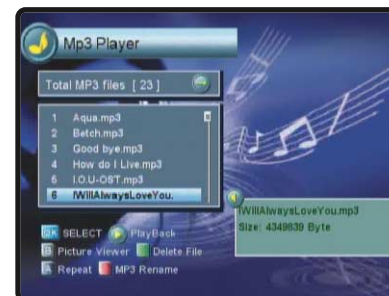 Mp3 Player
Total MP3 files [ 23 ]
1 Aqua.mp3
2 Betch.mp3
3 Good bye.mp3
4 How do I Live.mp3
5 I.O.U-OST.mp3
6 IWillAlwaysLoveYou.
IWillAlwaysLoveYou.mp3
Size: 4349839 Byte
OK SELECT PlayBack
B Picture Viewer Delete File
A Repeat MP3 Rename